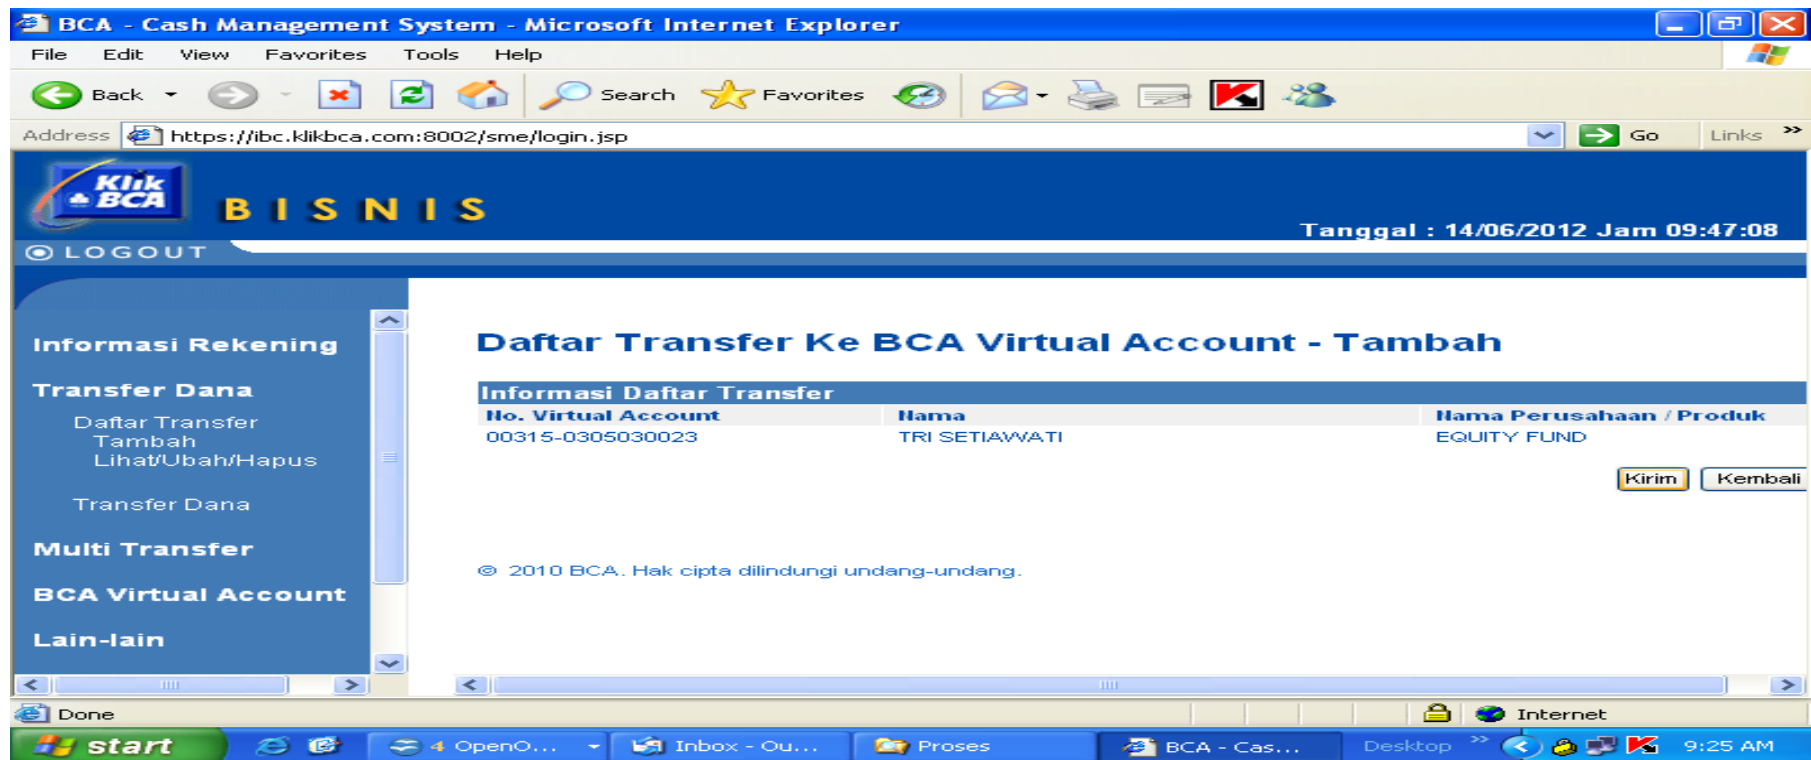 BCA - Cash Management System - Microsoft Internet Explorer
File Edit View Favorites Tools Help
Back Search Favorites
Address https://ibc.klikbca.com:8002/sme/login.jsp Go Links »
Klik BCA
BISNIS
Tanggal : 14/06/2012 Jam 09:47:08
LOGOUT
Informasi Rekening
Transfer Dana
Daftar Transfer
Tambah
Lihat/Ubah/Hapus
Transfer Dana
Multi Transfer
BCA Virtual Account
Lain-lain
Daftar Transfer Ke BCA Virtual Account - Tambah
Informasi Daftar Transfer
No. Virtual Account Nama Nama Perusahaan / Produk
00315-0305030023 TRI SETIAWATI EQUITY FUND
Kirim Kembali
© 2010 BCA. Hak cipta dilindungi undang-undang.
Done Internet
start 4 OpenO... Inbox - Ou... Proses BCA - Cas... Desktop » 9:25 AM